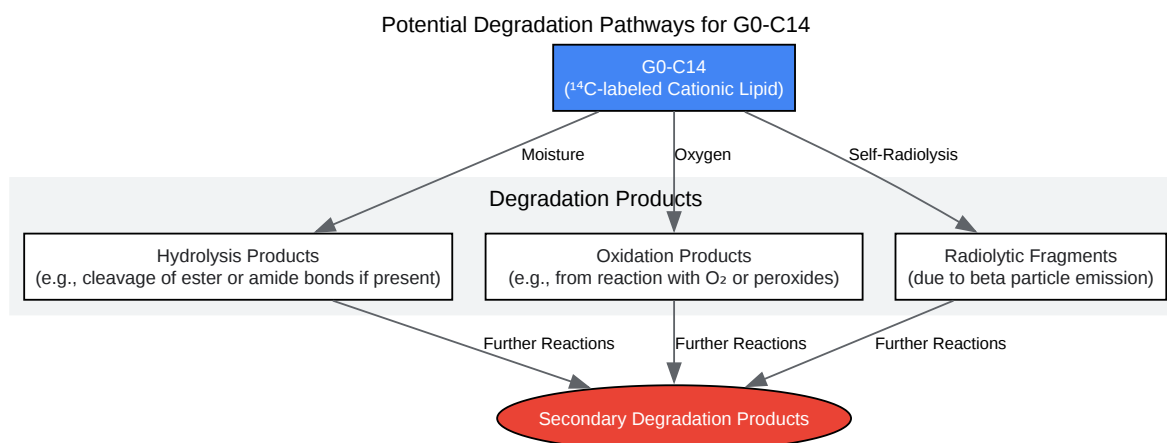 Potential Degradation Pathways for G0-C14
G0-C14
(¹⁴C-labeled Cationic Lipid)
Moisture
Oxygen
Self-Radiolysis
Degradation Products
Hydrolysis Products
(e.g., cleavage of ester or amide bonds if present)
Oxidation Products
(e.g., from reaction with O₂ or peroxides)
Radiolytic Fragments
(due to beta particle emission)
Further Reactions
Further Reactions
Further Reactions
Secondary Degradation Products